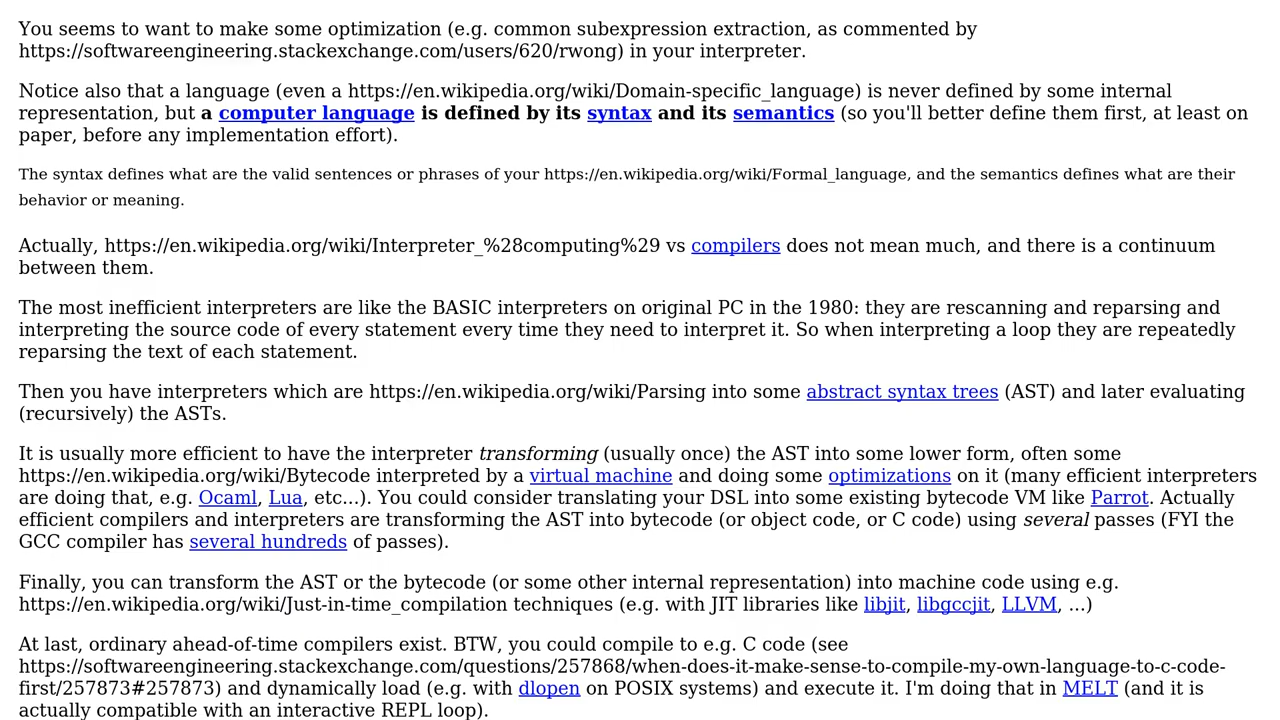 You seems to want to make some optimization (e.g. common subexpression extraction, as commented by
https://softwareengineering.stackexchange.com/users/620/rwong) in your interpreter.
Notice also that a language (even a https://en.wikipedia.org/wiki/Domain-specific_language) is never defined by some internal
representation, but a computer language is defined by its syntax and its semantics (so you'll better define them first, at least on
paper, before any implementation effort).
The syntax defines what are the valid sentences or phrases of your https://en.wikipedia.org/wiki/Formal_language, and the semantics defines what are their
behavior or meaning.
Actually, https://en.wikipedia.org/wiki/Interpreter_%28computing%29 vs compilers does not mean much, and there is a continuum
between them.
The most inefficient interpreters are like the BASIC interpreters on original PC in the 1980: they are rescanning and reparsing and
interpreting the source code of every statement every time they need to interpret it. So when interpreting a loop they are repeatedly
reparsing the text of each statement.
Then you have interpreters which are https://en.wikipedia.org/wiki/Parsing into some abstract syntax trees (AST) and later evaluating
(recursively) the ASTs.
It is usually more efficient to have the interpreter transforming (usually once) the AST into some lower form, often some
https://en.wikipedia.org/wiki/Bytecode interpreted by a virtual machine and doing some optimizations on it (many efficient interpreters
are doing that, e.g. Ocaml, Lua, etc...). You could consider translating your DSL into some existing bytecode VM like Parrot. Actually
efficient compilers and interpreters are transforming the AST into bytecode (or object code, or C code) using several passes (FYI the
GCC compiler has several hundreds of passes).
Finally, you can transform the AST or the bytecode (or some other internal representation) into machine code using e.g.
https://en.wikipedia.org/wiki/Just-in-time_compilation techniques (e.g. with JIT libraries like libjit, libgccjit, LLVM, ...)
At last, ordinary ahead-of-time compilers exist. BTW, you could compile to e.g. C code (see
https://softwareengineering.stackexchange.com/questions/257868/when-does-it-make-sense-to-compile-my-own-language-to-c-code-
first/257873#257873) and dynamically load (e.g. with dlopen on POSIX systems) and execute it. I'm doing that in MELT (and it is
actually compatible with an interactive REPL loop).